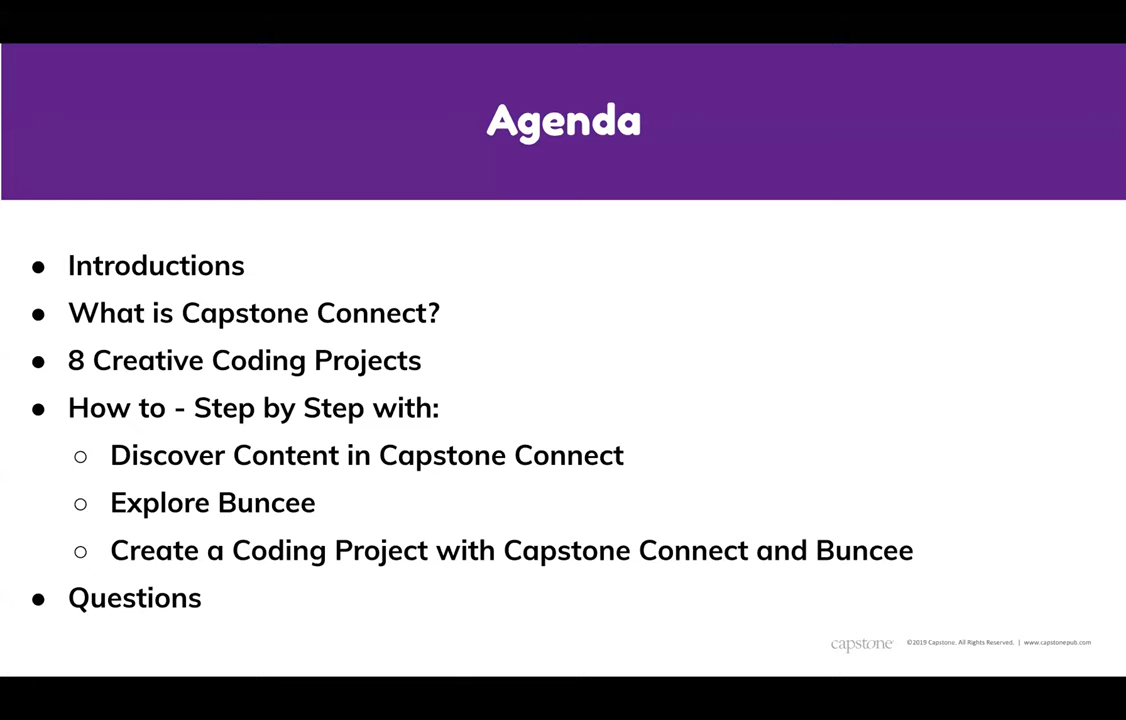 Agenda
● Introductions
● What is Capstone Connect?
● 8 Creative Coding Projects
● How to - Step by Step with:
○ Discover Content in Capstone Connect
○ Explore Buncee
○ Create a Coding Project with Capstone Connect and Buncee
● Questions
capstone ©2019 Capstone. All Rights Reserved. | www.capstonepub.com